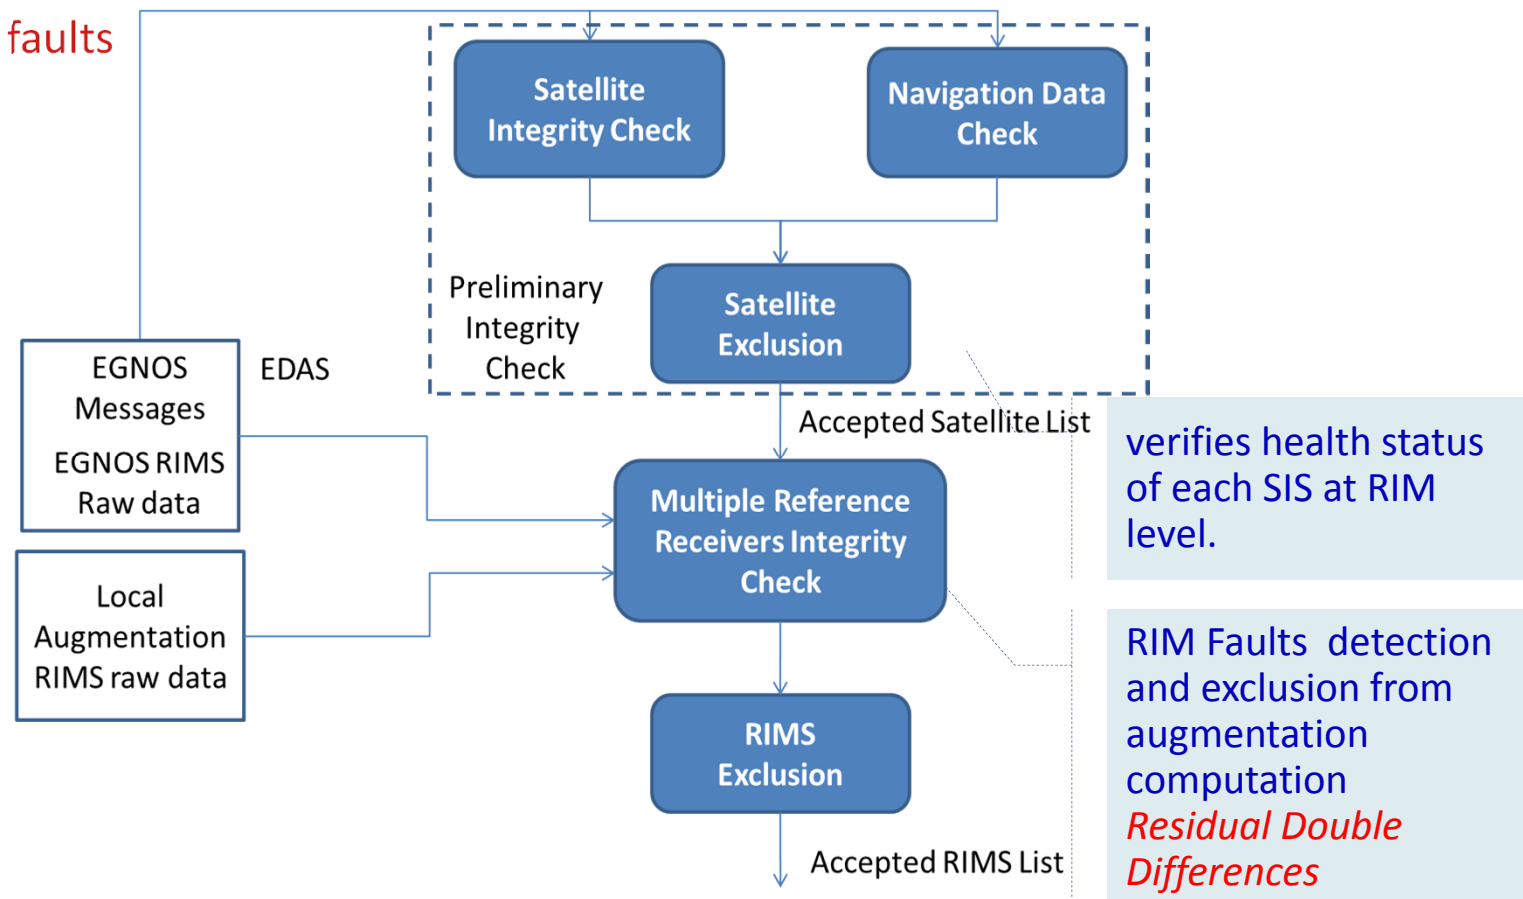 faults
Satellite
Integrity Check
Navigation Data
Check
Preliminary
Integrity
Check
Satellite
Exclusion
EGNOS
Messages
EGNOS RIMS
Raw data
EDAS
Accepted Satellite List
verifies health status
of each SIS at RIM
level.
Multiple Reference
Receivers Integrity
Check
Local
Augmentation
RIMS raw data
RIM Faults detection
and exclusion from
augmentation
computation
Residual Double
Differences
RIMS
Exclusion
Accepted RIMS List